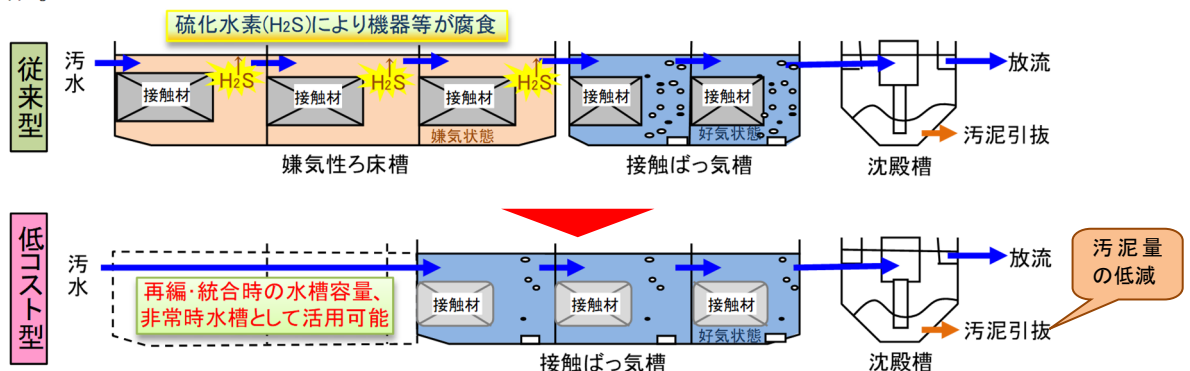 硫化水素(H2S)により機器等が腐食
従来型
汚水
H2S
H2S
H2S
接触材
接触材
接触材
接触材
接触材
嫌気状態
好気状態
放流
汚泥引抜
嫌気性ろ床槽
接触ばっ気槽
沈殿槽
低コスト型
汚水
再編・統合時の水槽容量、
非常時水槽として活用可能
接触材
接触材
接触材
好気状態
放流
汚泥量
の低減
汚泥引抜
接触ばっ気槽
沈殿槽